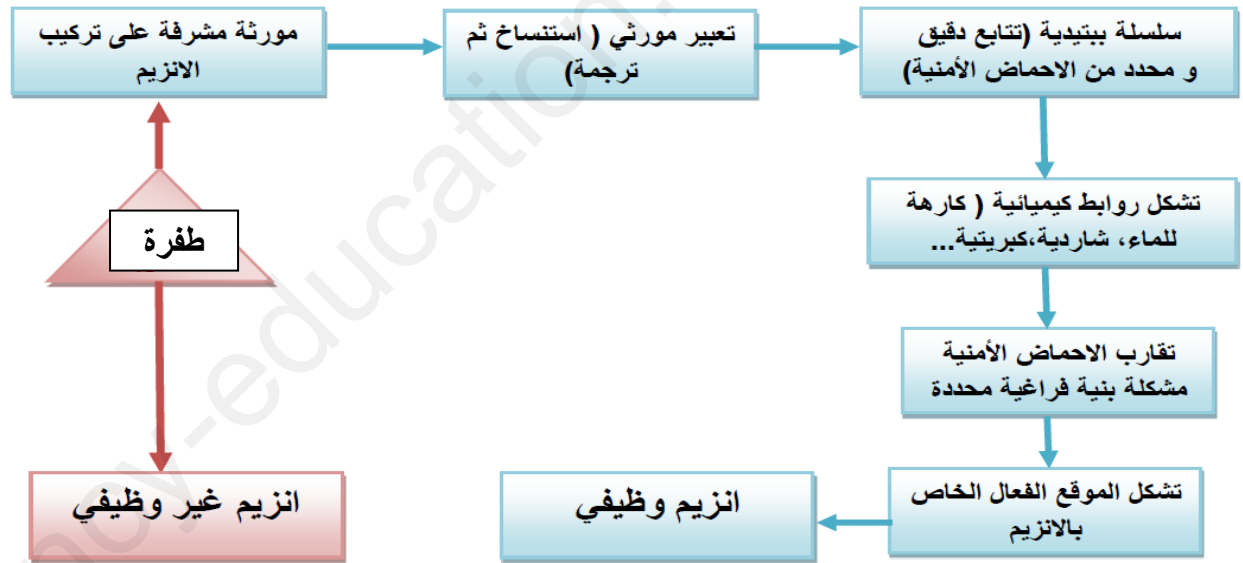 مورثة مشرفة على تركيب
الانزيم
تعبير مورثي ( استنساخ ثم
ترجمة)
سلسلة ببتيدية (تتابع دقيق
و محدد من الاحماض الأمنية)
تشكل روابط كيميائية ( كارهة
للماء، شاردية،كبريتية...
تقارب الاحماض الأمنية
مشكلة بنية فراغية محددة
تشكل الموقع الفعال الخاص
بالانزيم
انزيم وظيفي
طفرة
انزيم غير وظيفي